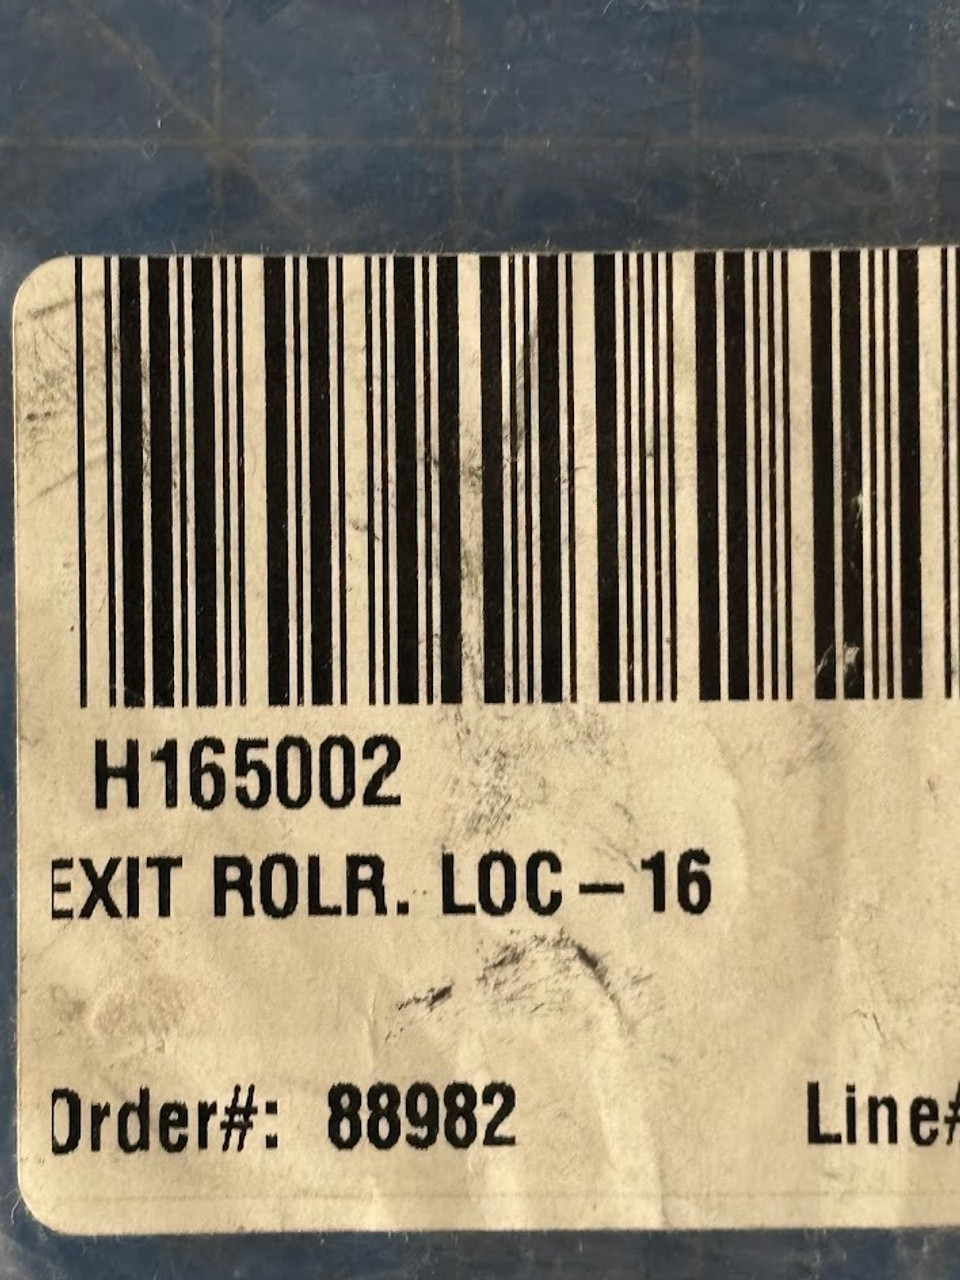 H165002
EXIT ROLR. LOC-16
Order#: 88982 Line#